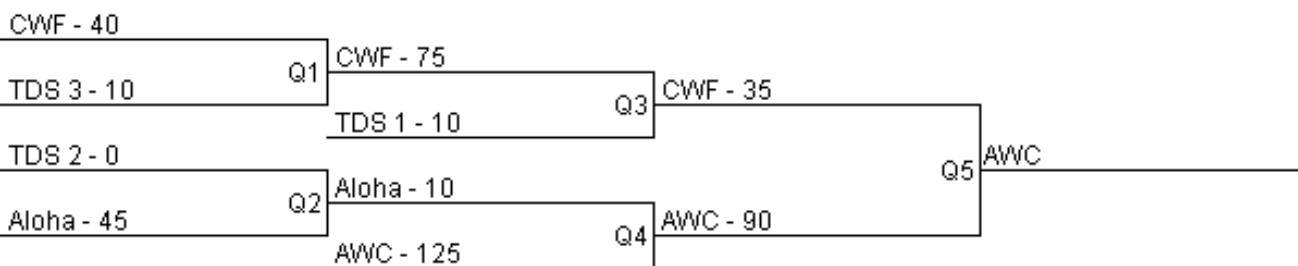 CWF - 40
CWF - 75
Q1
TDS 3 - 10
CWF - 35
Q3
TDS 1 - 10
TDS 2 - 0
AWC
Q5
Aloha - 10
Q2
Aloha - 45
AWC - 90
Q4
AWC - 125